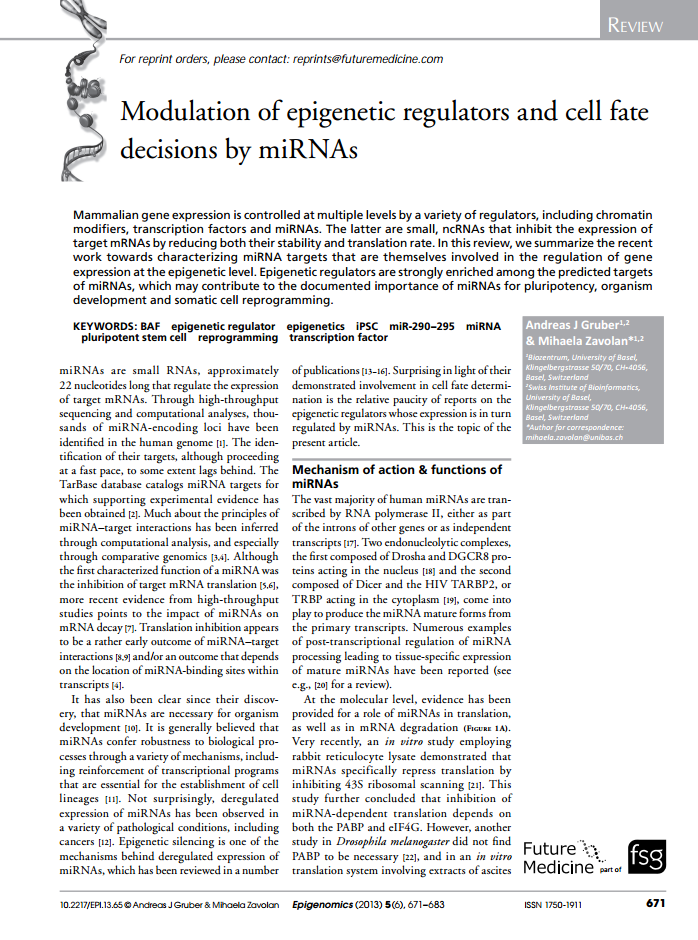 REVIEW
For reprint orders, please contact: reprints@futuremedicine.com
Modulation of epigenetic regulators and cell fate
decisions by miRNAs
Mammalian gene expression is controlled at multiple levels by a variety of regulators, including chromatin
modifiers, transcription factors and miRNAs. The latter are small, ncRNAs that inhibit the expression of
target mRNAs by reducing both their stability and translation rate. In this review, we summarize the recent
work towards characterizing miRNA targets that are themselves involved in the regulation of gene
expression at the epigenetic level. Epigenetic regulators are strongly enriched among the predicted targets
of miRNAs, which may contribute to the documented importance of miRNAs for pluripotency, organism
development and somatic cell reprogramming.
KEYWORDS: BAF epigenetic regulator epigenetics iPSC miR-290–295 miRNA
pluripotent stem cell reprogramming transcription factor
Andreas J Gruber1,2
& Mihaela Zavolan*1,2
1Biozentrum, University of Basel,
Klingelbergstrasse 50/70, CH-4056,
Basel, Switzerland
2Swiss Institute of Bioinformatics,
University of Basel,
Klingelbergstrasse 50/70, CH-4056,
Basel, Switzerland
*Author for correspondence:
mihaela.zavolan@unibas.ch
miRNAs are small RNAs, approximately
22 nucleotides long that regulate the expression
of target mRNAs. Through high-throughput
sequencing and computational analyses, thou-
sands of miRNA-encoding loci have been
identified in the human genome [1]. The iden-
tification of their targets, although proceeding
at a fast pace, to some extent lags behind. The
TarBase database catalogs miRNA targets for
which supporting experimental evidence has
been obtained [2]. Much about the principles of
miRNA–target interactions has been inferred
through computational analysis, and especially
through comparative genomics [3,4]. Although
the first characterized function of a miRNA was
the inhibition of target mRNA translation [5,6],
more recent evidence from high-throughput
studies points to the impact of miRNAs on
mRNA decay [7]. Translation inhibition appears
to be a rather early outcome of miRNA–target
interactions [8,9] and/or an outcome that depends
on the location of miRNA-binding sites within
transcripts [4].
It has also been clear since their discov-
ery, that miRNAs are necessary for organism
development [10]. It is generally believed that
miRNAs confer robustness to biological pro-
cesses through a variety of mechanisms, includ-
ing reinforcement of transcriptional programs
that are essential for the establishment of cell
lineages [11]. Not surprisingly, deregulated
expression of miRNAs has been observed in
a variety of pathological conditions, including
cancers [12]. Epigenetic silencing is one of the
mechanisms behind deregulated expression of
miRNAs, which has been reviewed in a number
of publications [13–16]. Surprising in light of their
demonstrated involvement in cell fate determi-
nation is the relative paucity of reports on the
epigenetic regulators whose expression is in turn
regulated by miRNAs. This is the topic of the
present article.
Mechanism of action & functions of
miRNAs
The vast majority of human miRNAs are tran-
scribed by RNA polymerase II, either as part
of the introns of other genes or as independent
transcripts [17]. Two endonucleolytic complexes,
the first composed of Drosha and DGCR8 pro-
teins acting in the nucleus [18] and the second
composed of Dicer and the HIV TARBP2, or
TRBP acting in the cytoplasm [19], come into
play to produce the miRNA mature forms from
the primary transcripts. Numerous examples
of post-transcriptional regulation of miRNA
processing leading to tissue-specific expression
of mature miRNAs have been reported (see
e.g., [20] for a review).
At the molecular level, evidence has been
provided for a role of miRNAs in translation,
as well as in mRNA degradation (FIGURE 1A).
Very recently, an in vitro study employing
rabbit reticulocyte lysate demonstrated that
miRNAs specifically repress translation by
inhibiting 43S ribosomal scanning [21]. This
study further concluded that inhibition of
miRNA-dependent translation depends on
both the PABP and eIF4G. However, another
study in Drosophila melanogaster did not find
PABP to be necessary [22], and in an in vitro
translation system involving extracts of ascites
Future
Medicine part of fsg
10.2217/EPI.13.65 © Andreas J Gruber & Mihaela Zavolan
Epigenomics (2013) 5(6), 671–683
ISSN 1750-1911
671